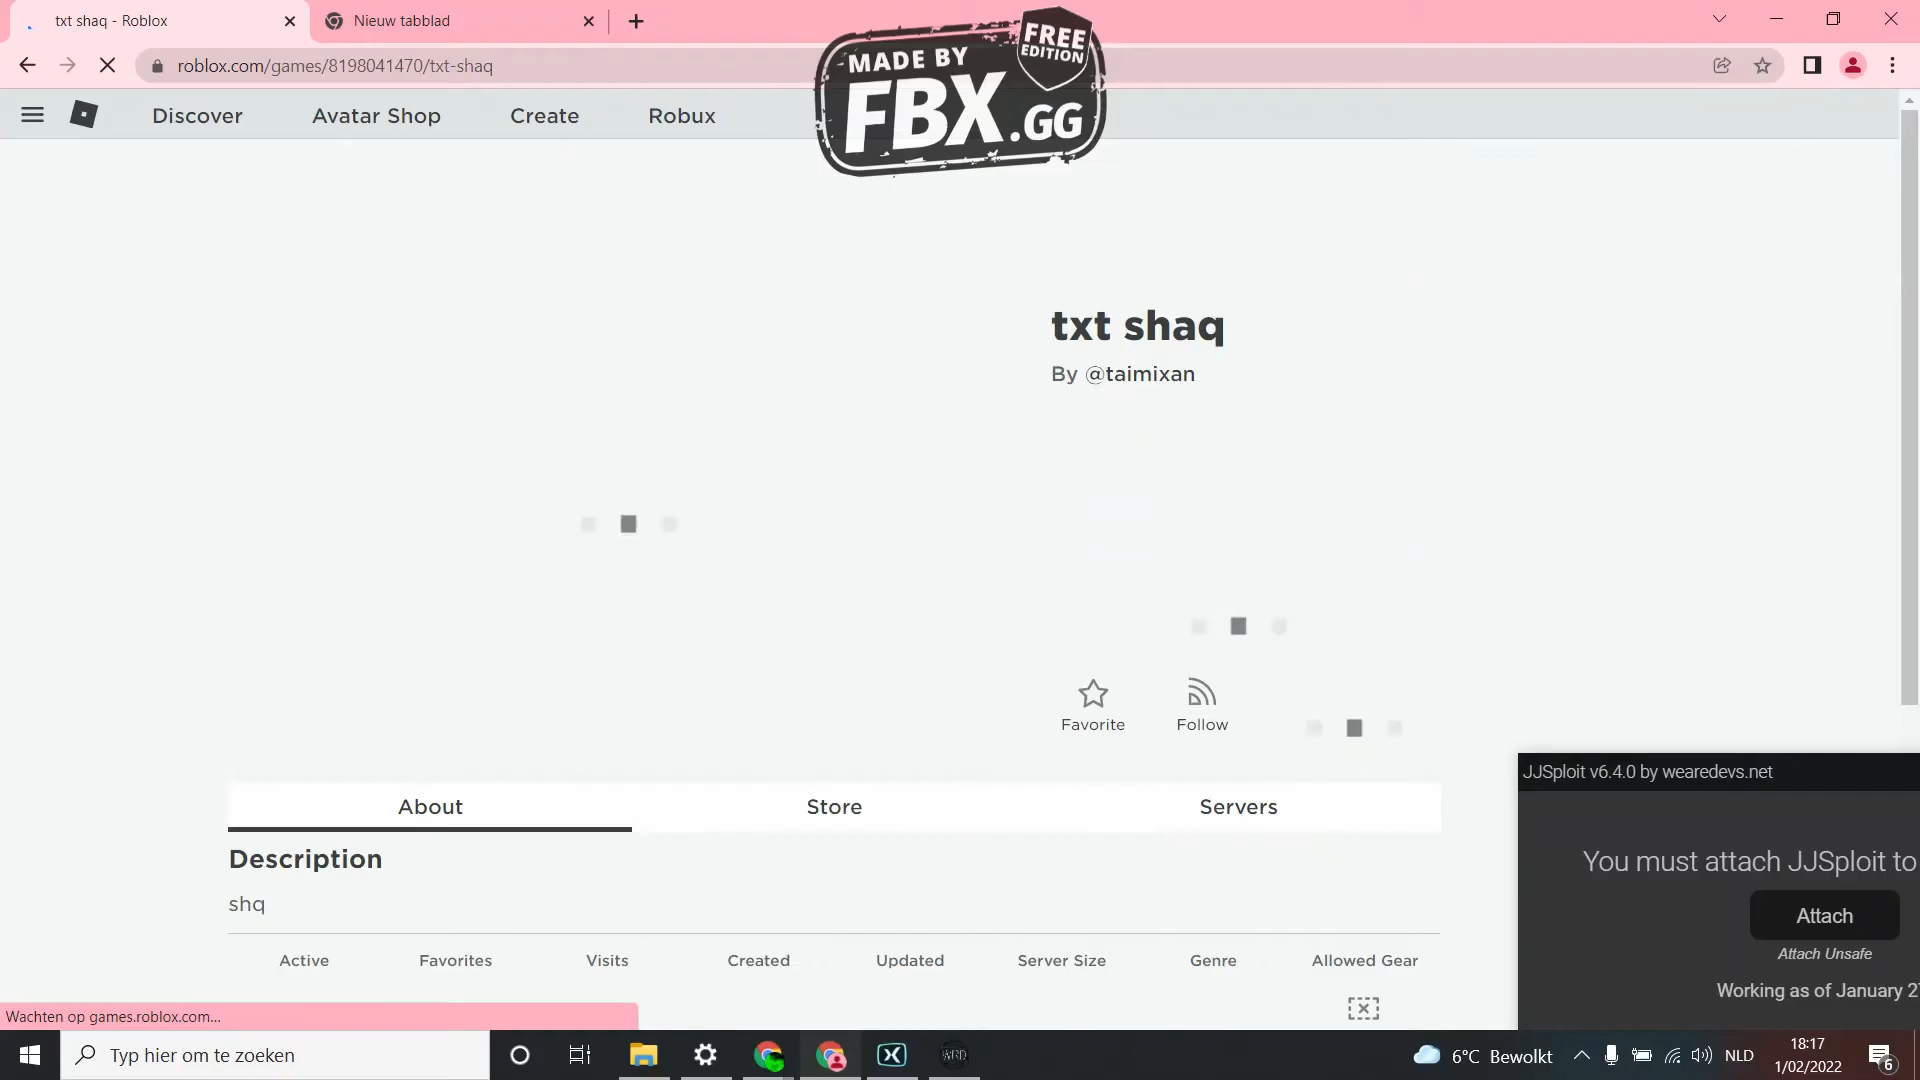 txt shaq - Roblox
Nieuw tabblad
roblox.com/games/8198041470/txt-shaq
MADE BY
FBX.GG
FREE
EDITION
Discover
Avatar Shop
Create
Robux
txt shaq
By @taimixan
Favorite
Follow
About
Store
Servers
Description
shq
Active
Favorites
Visits
Created
Updated
Server Size
Genre
Allowed Gear
JJSploit v6.4.0 by wearedevs.net
You must attach JJSploit to
Attach
Attach Unsafe
Working as of January 2
Wachten op games.roblox.com...
Typ hier om te zoeken
WRD
6°C Bewolkt
NLD
18:17
1/02/2022
6